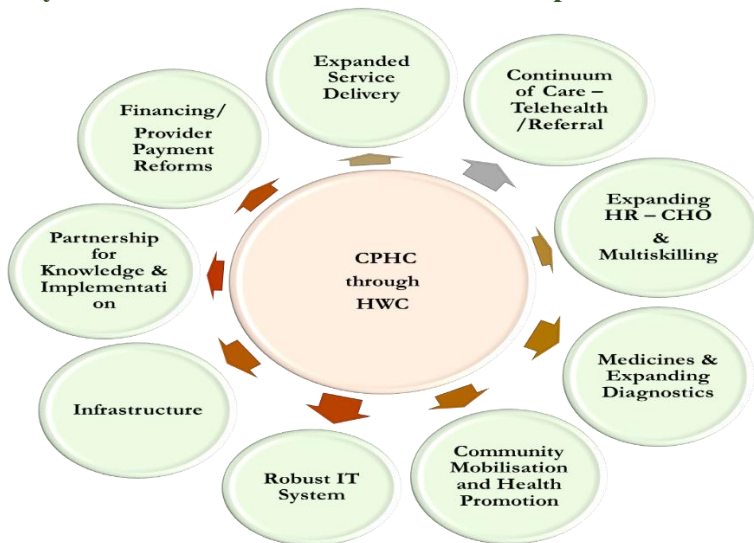 Expanded
Service
Delivery
Continuum
of Care –
Telehealth
/Referral
Expanding
HR – CHO
&
Multiskilling
Medicines &
Expanding
Diagnostics
Community
Mobilisation
and Health
Promotion
Robust IT
System
Infrastructure
Partnership
for
Knowledge &
Implementati
on
Financing/
Provider
Payment
Reforms
CPHC
through
HWC